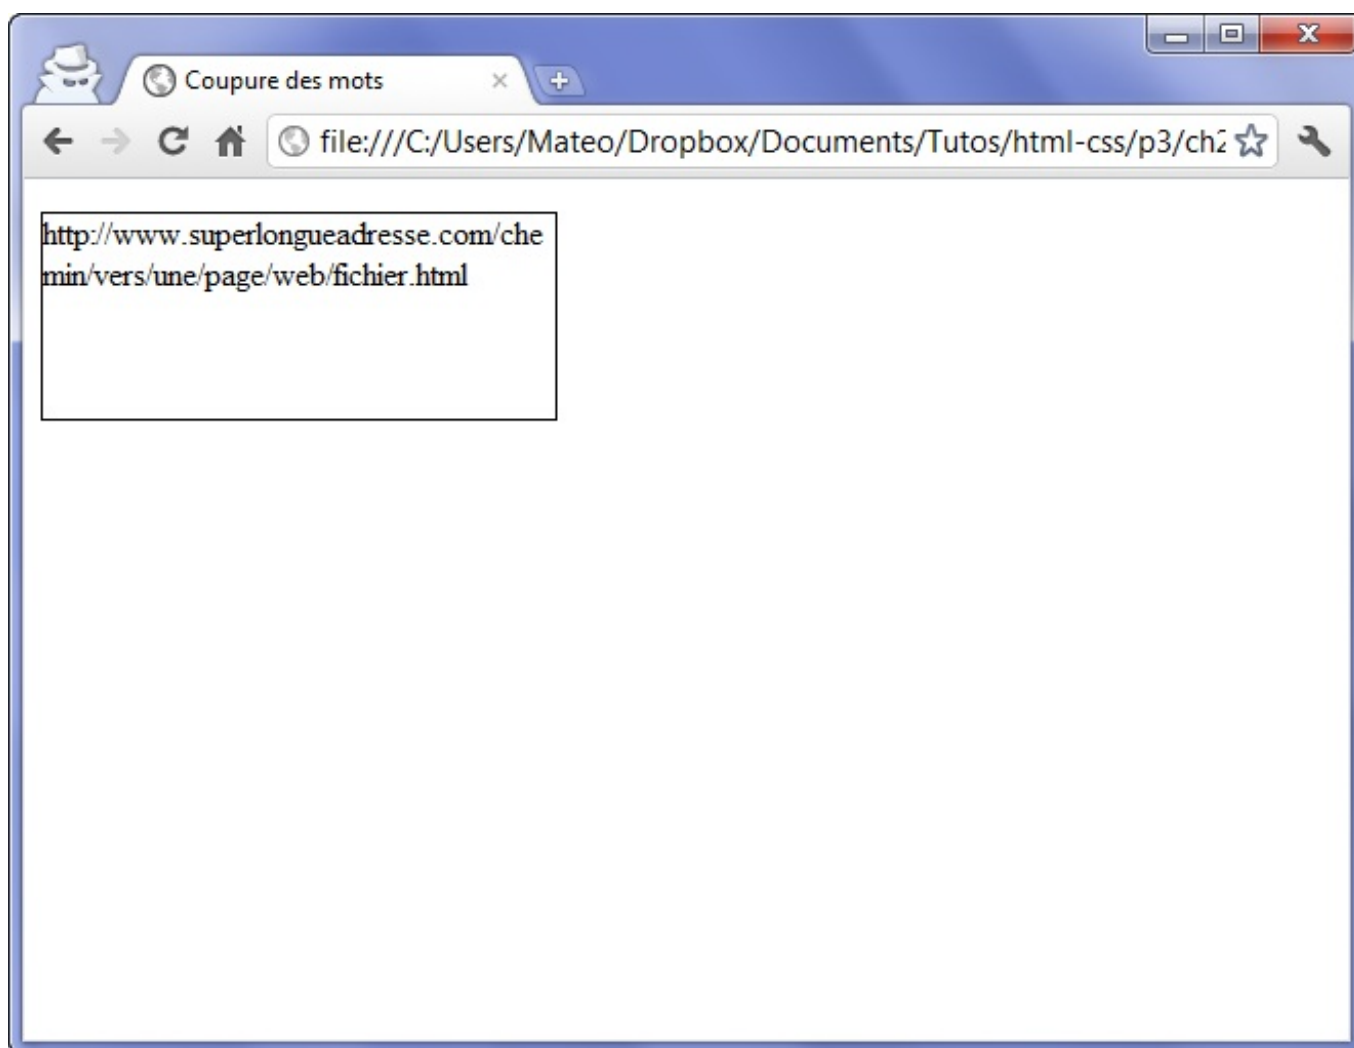 Coupure des mots
file:///C:/Users/Mateo/Dropbox/Documents/Tutos/html-css/p3/ch2
http://www.superlongueadresse.com/che
min/vers/une/page/web/fichier.html